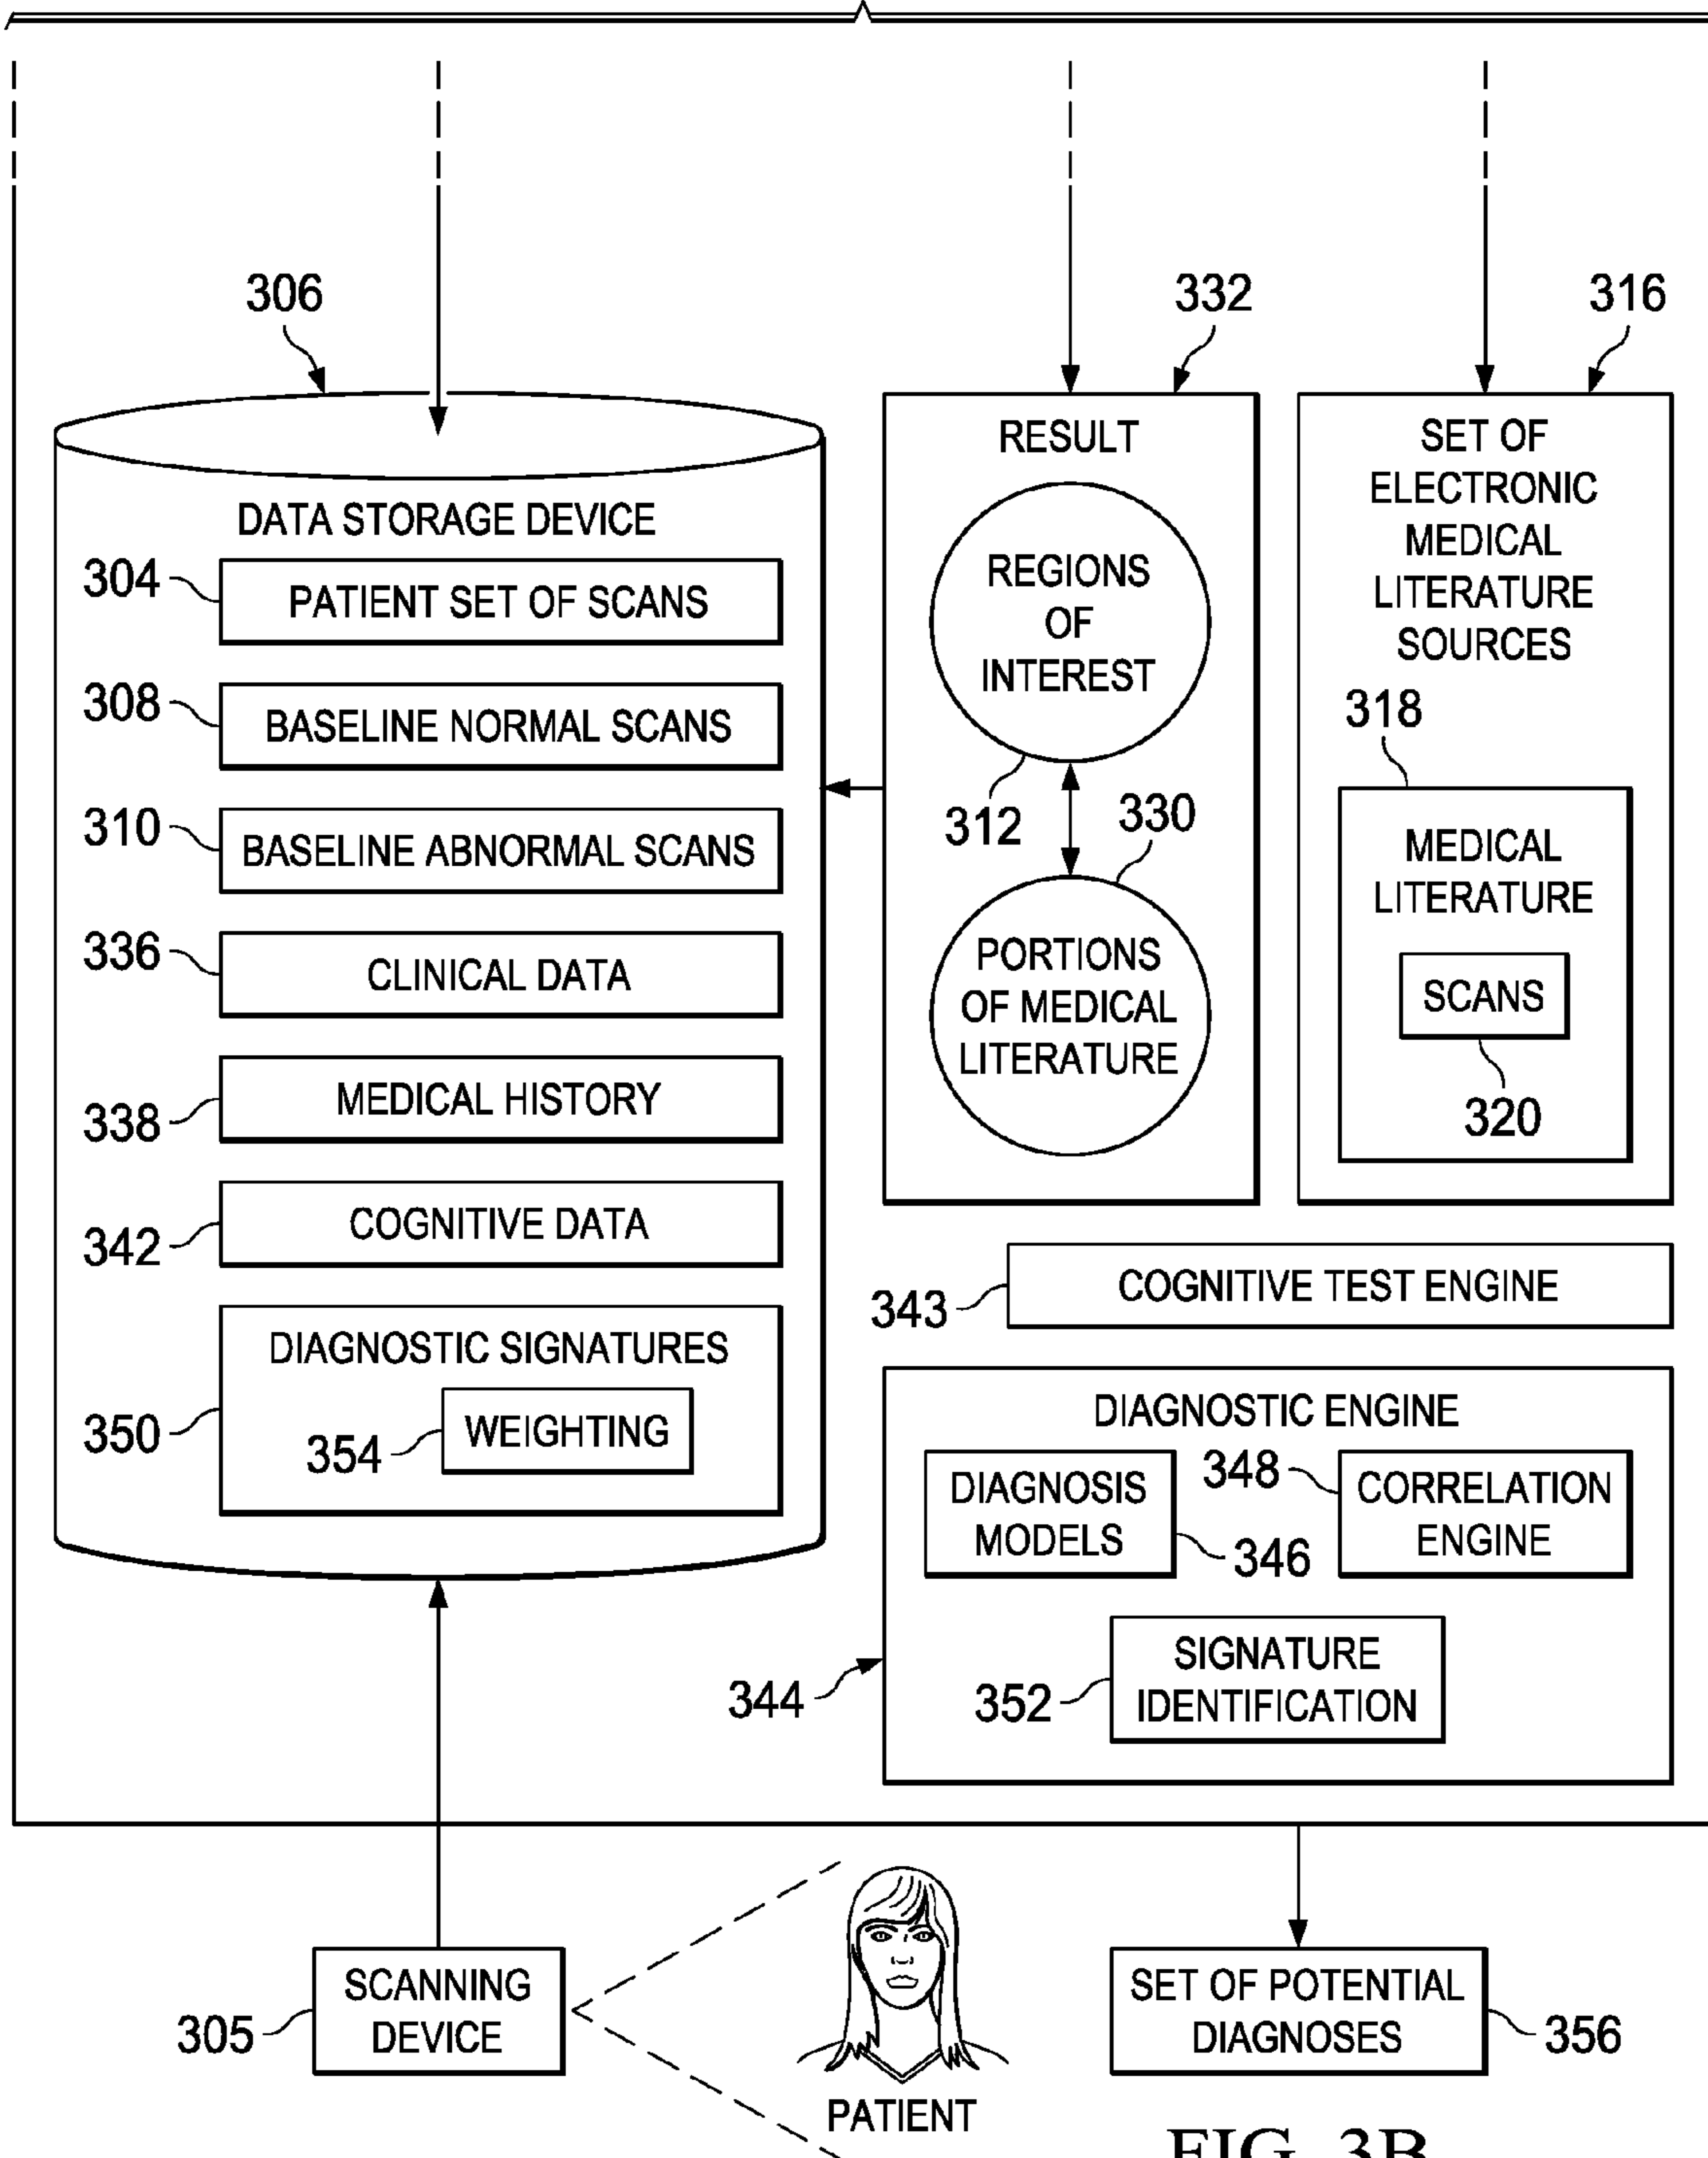 306
332
316
DATA STORAGE DEVICE
304
PATIENT SET OF SCANS
308
BASELINE NORMAL SCANS
310
BASELINE ABNORMAL SCANS
336
CLINICAL DATA
338
MEDICAL HISTORY
342
COGNITIVE DATA
DIAGNOSTIC SIGNATURES
350
354
WEIGHTING
RESULT
REGIONS
OF
INTEREST
312
330
PORTIONS
OF MEDICAL
LITERATURE
SET OF
ELECTRONIC
MEDICAL
LITERATURE
SOURCES
318
MEDICAL
LITERATURE
SCANS
320
343
COGNITIVE TEST ENGINE
DIAGNOSTIC ENGINE
DIAGNOSIS
MODELS
346
348
CORRELATION
ENGINE
344
352
SIGNATURE
IDENTIFICATION
305
SCANNING
DEVICE
PATIENT
SET OF POTENTIAL
DIAGNOSES
356
FIG. 3B